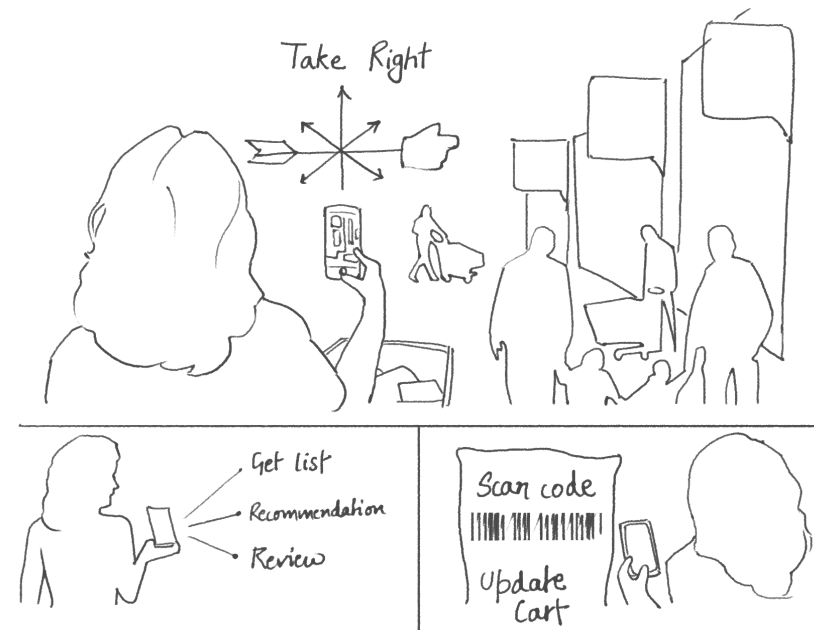 Take Right
Get list
Recommendation
Review
Scan code
Update
Cart